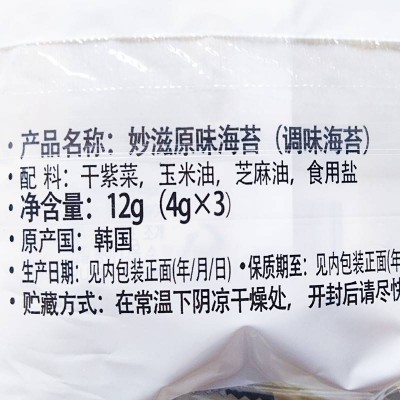 ·产品名称：妙滋原味海苔（调味海苔）
·配 料：干紫菜，玉米油，芝麻油，食用盐
·净含量：12g（4g×3）
·原产国：韩国
·生产日期：见内包装正面(年/月/日)·保质期至：见内包装正面(年
·贮藏方式：在常温下阴凉干燥处，开封后请尽快